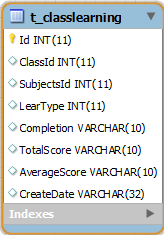 t_classlearning
Id INT(11)
ClassId INT(11)
SubjectsId INT(11)
LearType INT(11)
Completion VARCHAR(10)
TotalScore VARCHAR(10)
AverageScore VARCHAR(10)
CreateDate VARCHAR(32)
Indexes